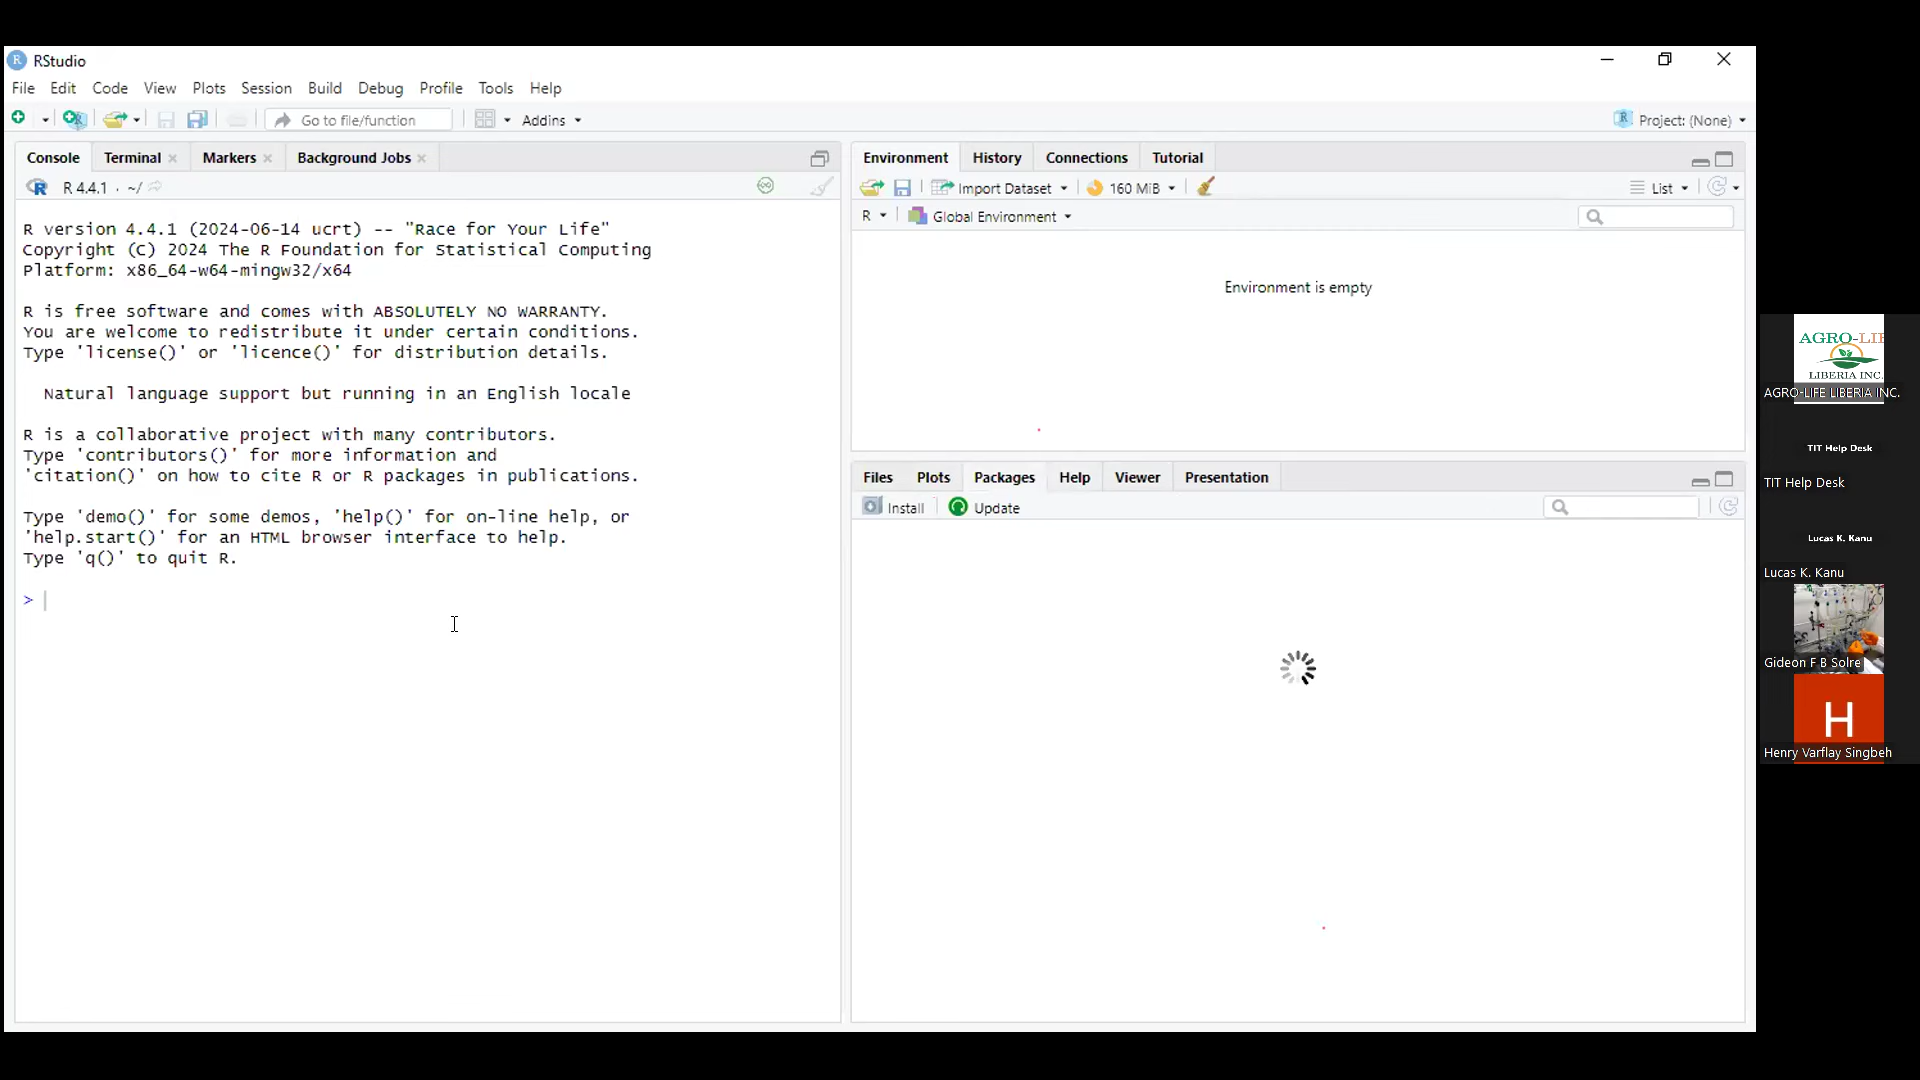 RStudio
File Edit Code View Plots Session Build Debug Profile Tools Help
Go to file/function Addins Project: (None)
Console Terminal Markers Background Jobs
R 4.4.1 · ~/
R version 4.4.1 (2024-06-14 ucrt) -- "Race for Your Life"
Copyright (C) 2024 The R Foundation for Statistical Computing
Platform: x86_64-w64-mingw32/x64
R is free software and comes with ABSOLUTELY NO WARRANTY.
You are welcome to redistribute it under certain conditions.
Type 'license()' or 'licence()' for distribution details.
Natural language support but running in an English locale
R is a collaborative project with many contributors.
Type 'contributors()' for more information and
'citation()' on how to cite R or R packages in publications.
Type 'demo()' for some demos, 'help()' for on-line help, or
'help.start()' for an HTML browser interface to help.
Type 'q()' to quit R.
>
Environment History Connections Tutorial
Import Dataset 160 MiB List
R Global Environment
Environment is empty
Files Plots Packages Help Viewer Presentation
Install Update
AGRO-LIF
LIBERIA INC.
AGRO-LIFE LIBERIA INC.
TIT Help Desk
TIT Help Desk
Lucas K. Kanu
Lucas K. Kanu
Gideon F B Solre
H
Henry Varflay Singbeh